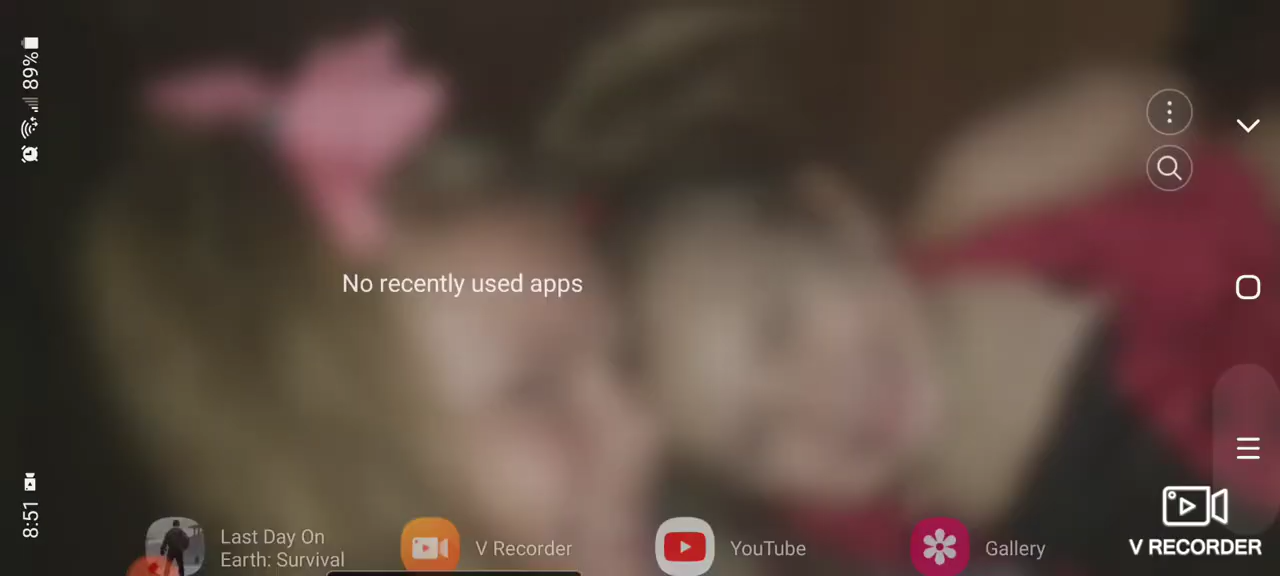 89%
8:51
No recently used apps
Last Day On
Earth: Survival
V Recorder
YouTube
Gallery
V RECORDER